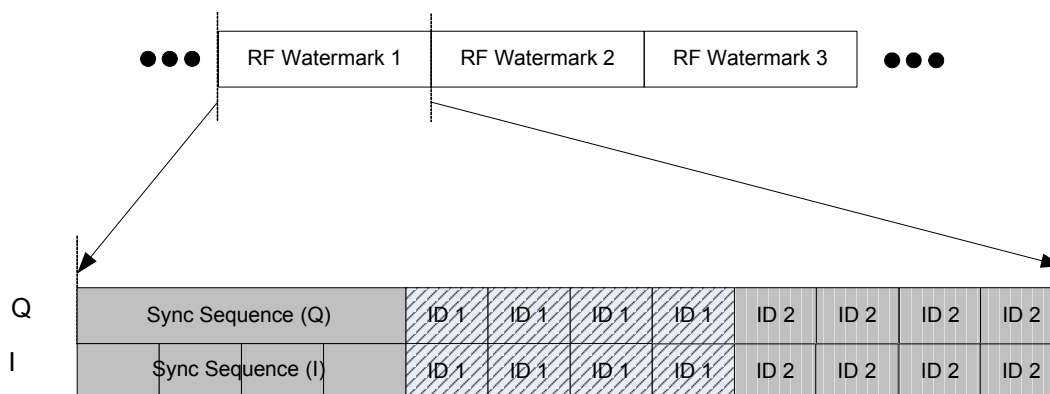 RF Watermark 1 RF Watermark 2 RF Watermark 3
Q Sync Sequence (Q) ID 1 ID 1 ID 1 ID 1 ID 2 ID 2 ID 2 ID 2
I Sync Sequence (I) ID 1 ID 1 ID 1 ID 1 ID 2 ID 2 ID 2 ID 2